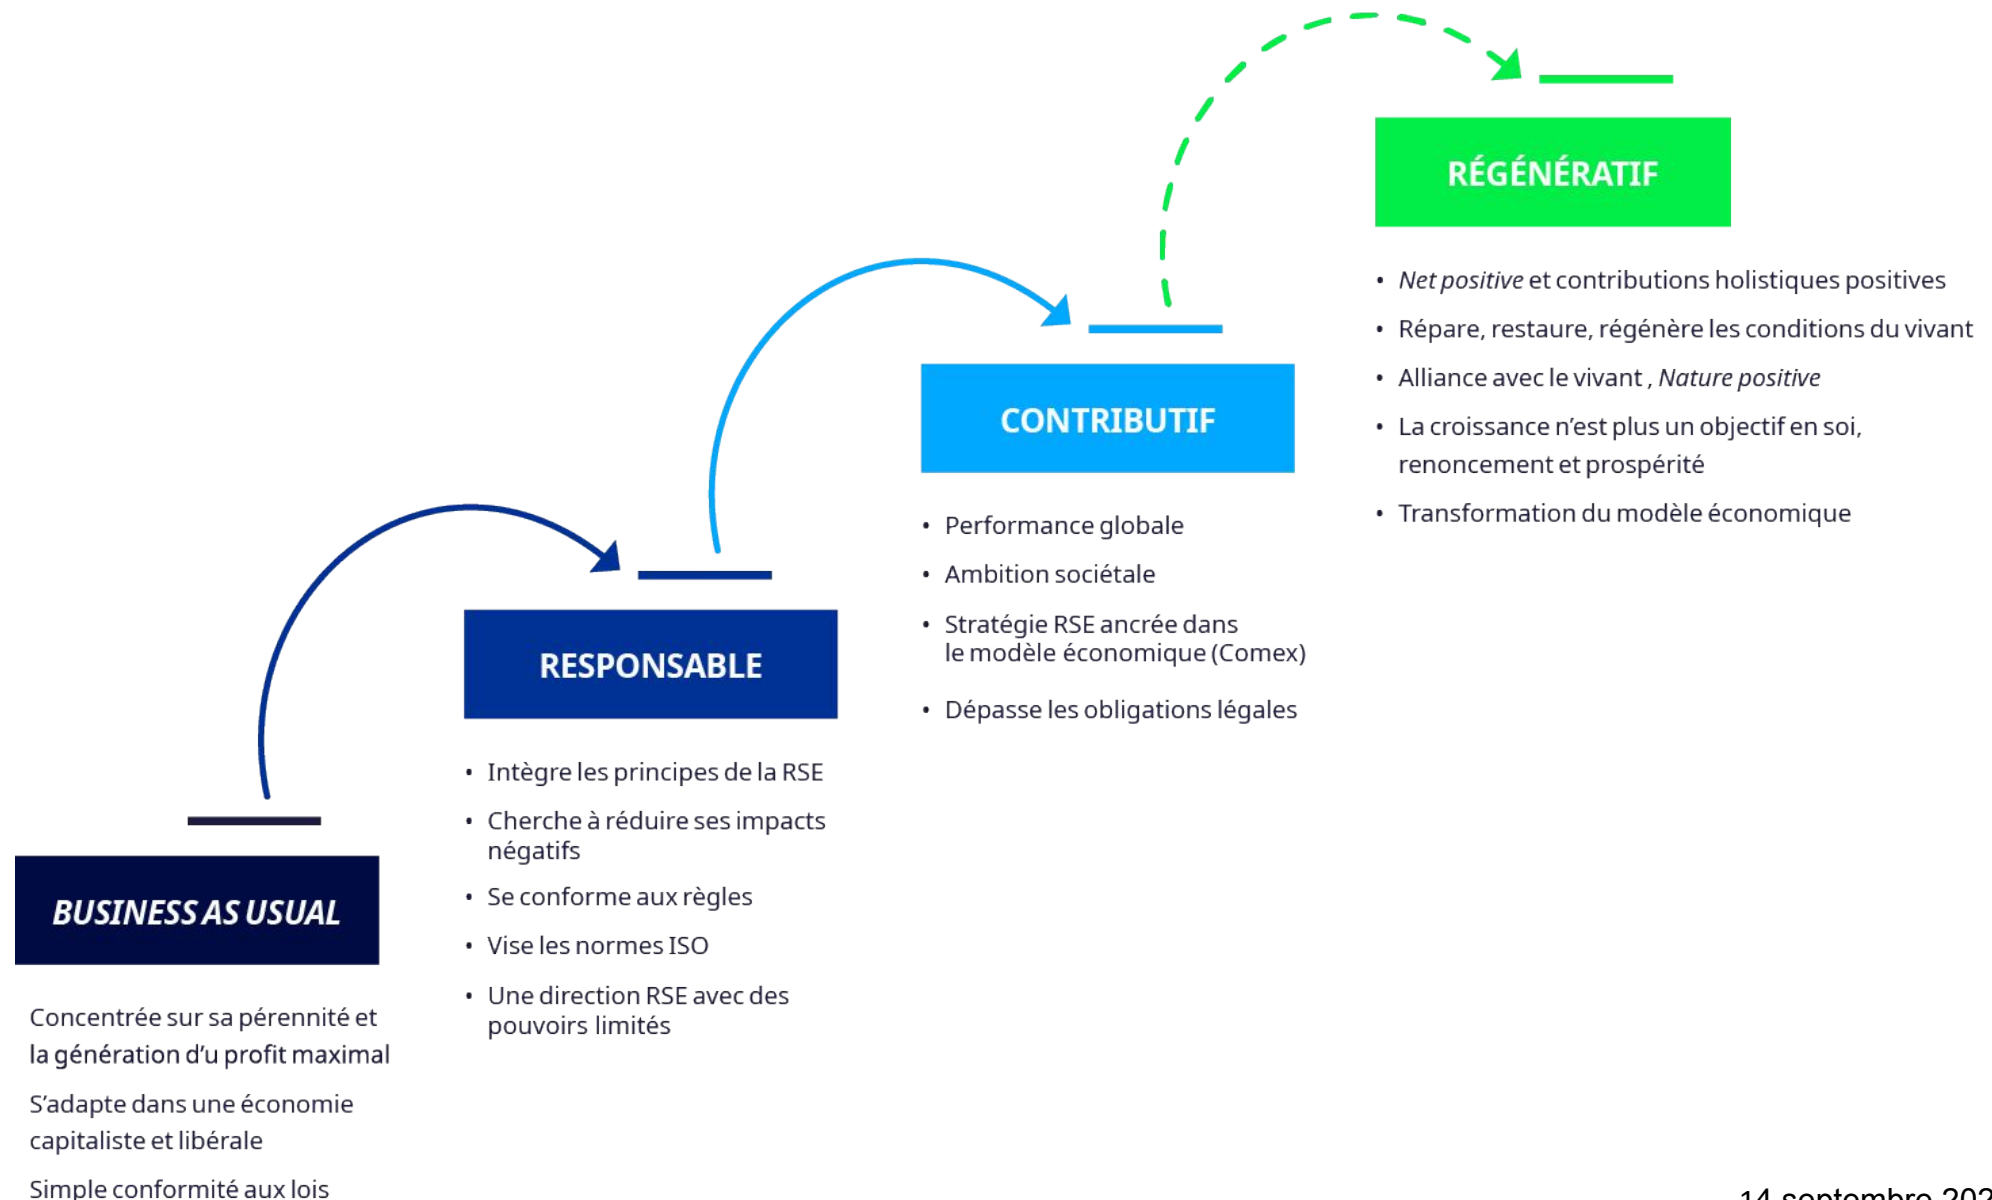 BUSINESS AS USUAL
Concentrée sur sa pérennité et
la génération d'u profit maximal
S'adapte dans une économie
capitaliste et libérale
Simple conformité aux lois
RESPONSABLE
• Intègre les principes de la RSE
• Cherche à réduire ses impacts
négatifs
• Se conforme aux règles
• Vise les normes ISO
• Une direction RSE avec des
pouvoirs limités
CONTRIBUTIF
• Performance globale
• Ambition sociétale
• Stratégie RSE ancrée dans
le modèle économique (Comex)
• Dépasse les obligations légales
RÉGÉNÉRATIF
• Net positive et contributions holistiques positives
• Répare, restaure, régénère les conditions du vivant
• Alliance avec le vivant , Nature positive
• La croissance n'est plus un objectif en soi,
renoncement et prospérité
• Transformation du modèle économique
14 septembre 202